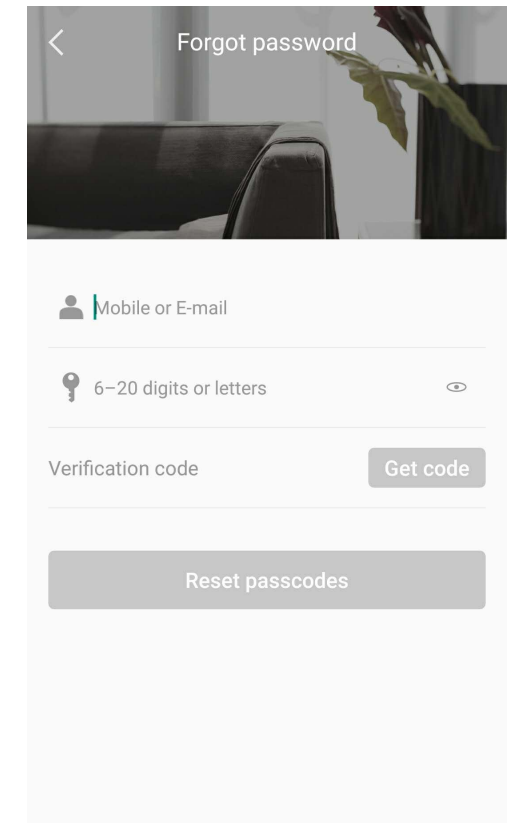 Forgot password
Mobile or E-mail
6–20 digits or letters
Verification code
Get code
Reset passcodes